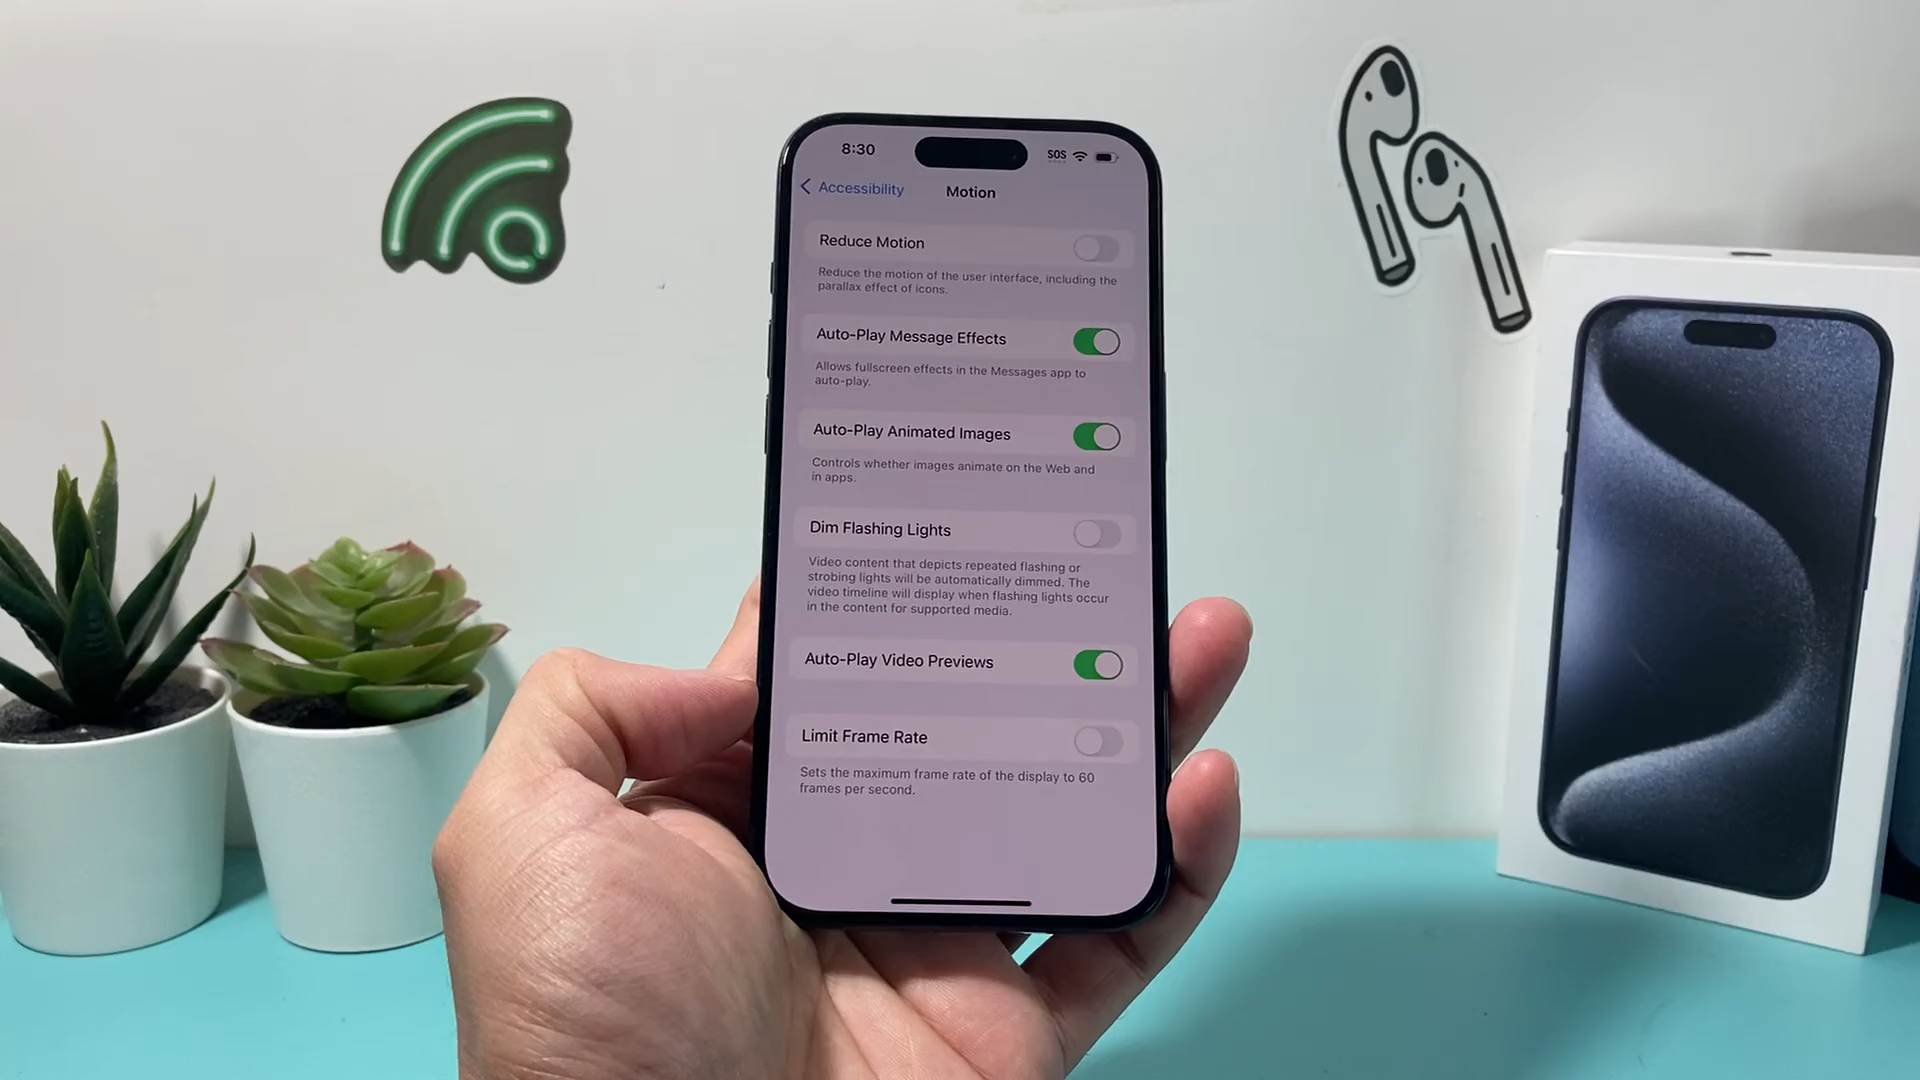 8:30
SOS
Accessibility
Motion
Reduce Motion
Reduce the motion of the user interface, including the
parallax effect of icons.
Auto-Play Message Effects
Allows fullscreen effects in the Messages app to
auto-play.
Auto-Play Animated Images
Controls whether images animate on the Web and
in apps.
Dim Flashing Lights
Video content that depicts repeated flashing or
strobing lights will be automatically dimmed. The
video timeline will display when flashing lights occur
in the content for supported media.
Auto-Play Video Previews
Limit Frame Rate
Sets the maximum frame rate of the display to 60
frames per second.